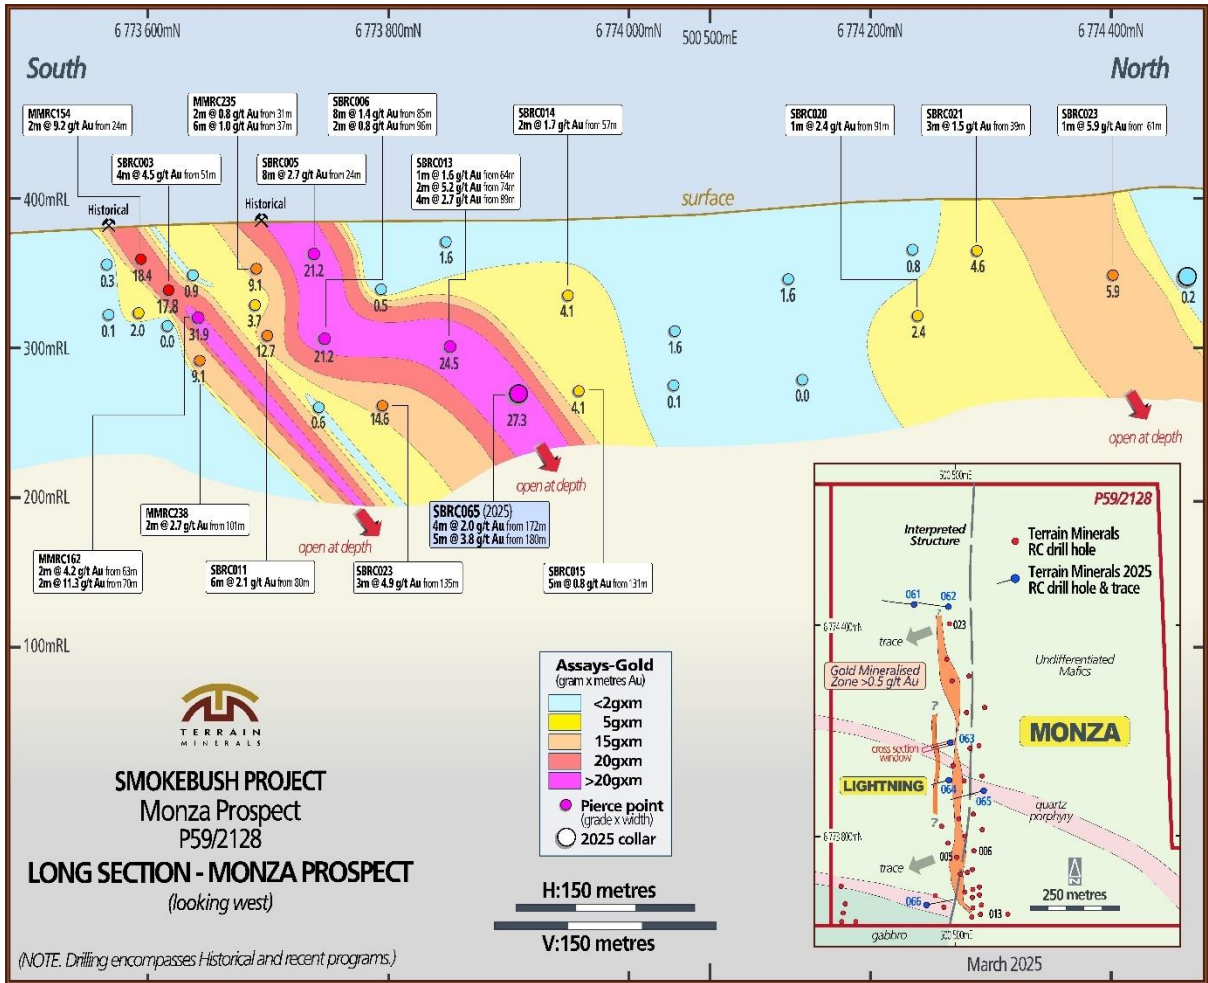 6 773 600mN
6 773 800mN
6 774 000mN
500 500mE
6 774 200mN
6 774 400mN
South
North
MMRC154
2m @ 9.2 g/t Au from 24m
MMRC235
2m @ 0.8 g/t Au from 31m
6m @ 1.0 g/t Au from 37m
SBRC006
8m @ 1.4 g/t Au from 85m
2m @ 0.8 g/t Au from 96m
SBRC014
2m @ 1.7 g/t Au from 57m
SBRC020
1m @ 2.4 g/t Au from 91m
SBRC021
3m @ 1.5 g/t Au from 39m
SBRC023
1m @ 5.9 g/t Au from 61m
SBRC003
4m @ 4.5 g/t Au from 51m
SBRC005
8m @ 2.7 g/t Au from 24m
SBRC013
1m @ 1.6 g/t Au from 64m
2m @ 5.2 g/t Au from 74m
4m @ 2.7 g/t Au from 89m
400mRL
Historical
Historical
surface
0.3
18.4
0.9
9.1
21.2
1.6
0.5
4.1
1.6
0.8
4.6
5.9
0.2
0.1
2.0
17.8
0.0
31.9
3.7
12.7
21.2
24.5
1.6
2.4
300mRL
9.1
0.6
14.6
27.3
4.1
0.1
0.0
open at depth
open at depth
open at depth
200mRL
MMRC238
2m @ 2.7 g/t Au from 101m
SBRC065 (2025)
4m @ 2.0 g/t Au from 172m
5m @ 3.8 g/t Au from 180m
MMRC162
2m @ 4.2 g/t Au from 63m
2m @ 11.3 g/t Au from 70m
SBRC011
6m @ 2.1 g/t Au from 80m
SBRC023
3m @ 4.9 g/t Au from 135m
SBRC015
5m @ 0.8 g/t Au from 131m
100mRL
TERRAIN
MINERALS
SMOKEBUSH PROJECT
Monza Prospect
P59/2128
LONG SECTION - MONZA PROSPECT
(looking west)
(NOTE. Drilling encompasses Historical and recent programs.)
Assays-Gold
(gram x metres Au)
<2gxm
5gxm
15gxm
20gxm
>20gxm
Pierce point
(grade x width)
2025 collar
H:150 metres
V:150 metres
500 500mE
P59/2128
Interpreted
Structure
Terrain Minerals
RC drill hole
Terrain Minerals 2025
RC drill hole & trace
061
062
6 774 400mN
?
023
trace
Undifferentiated
Mafics
Gold Mineralised
Zone >0.5 g/t Au
?
063
MONZA
cross section
window
LIGHTNING
064
065
quartz
porphyry
?
6 773 800mN
005
006
trace
066
013
250 metres
gabbro
500 500mE
March 2025